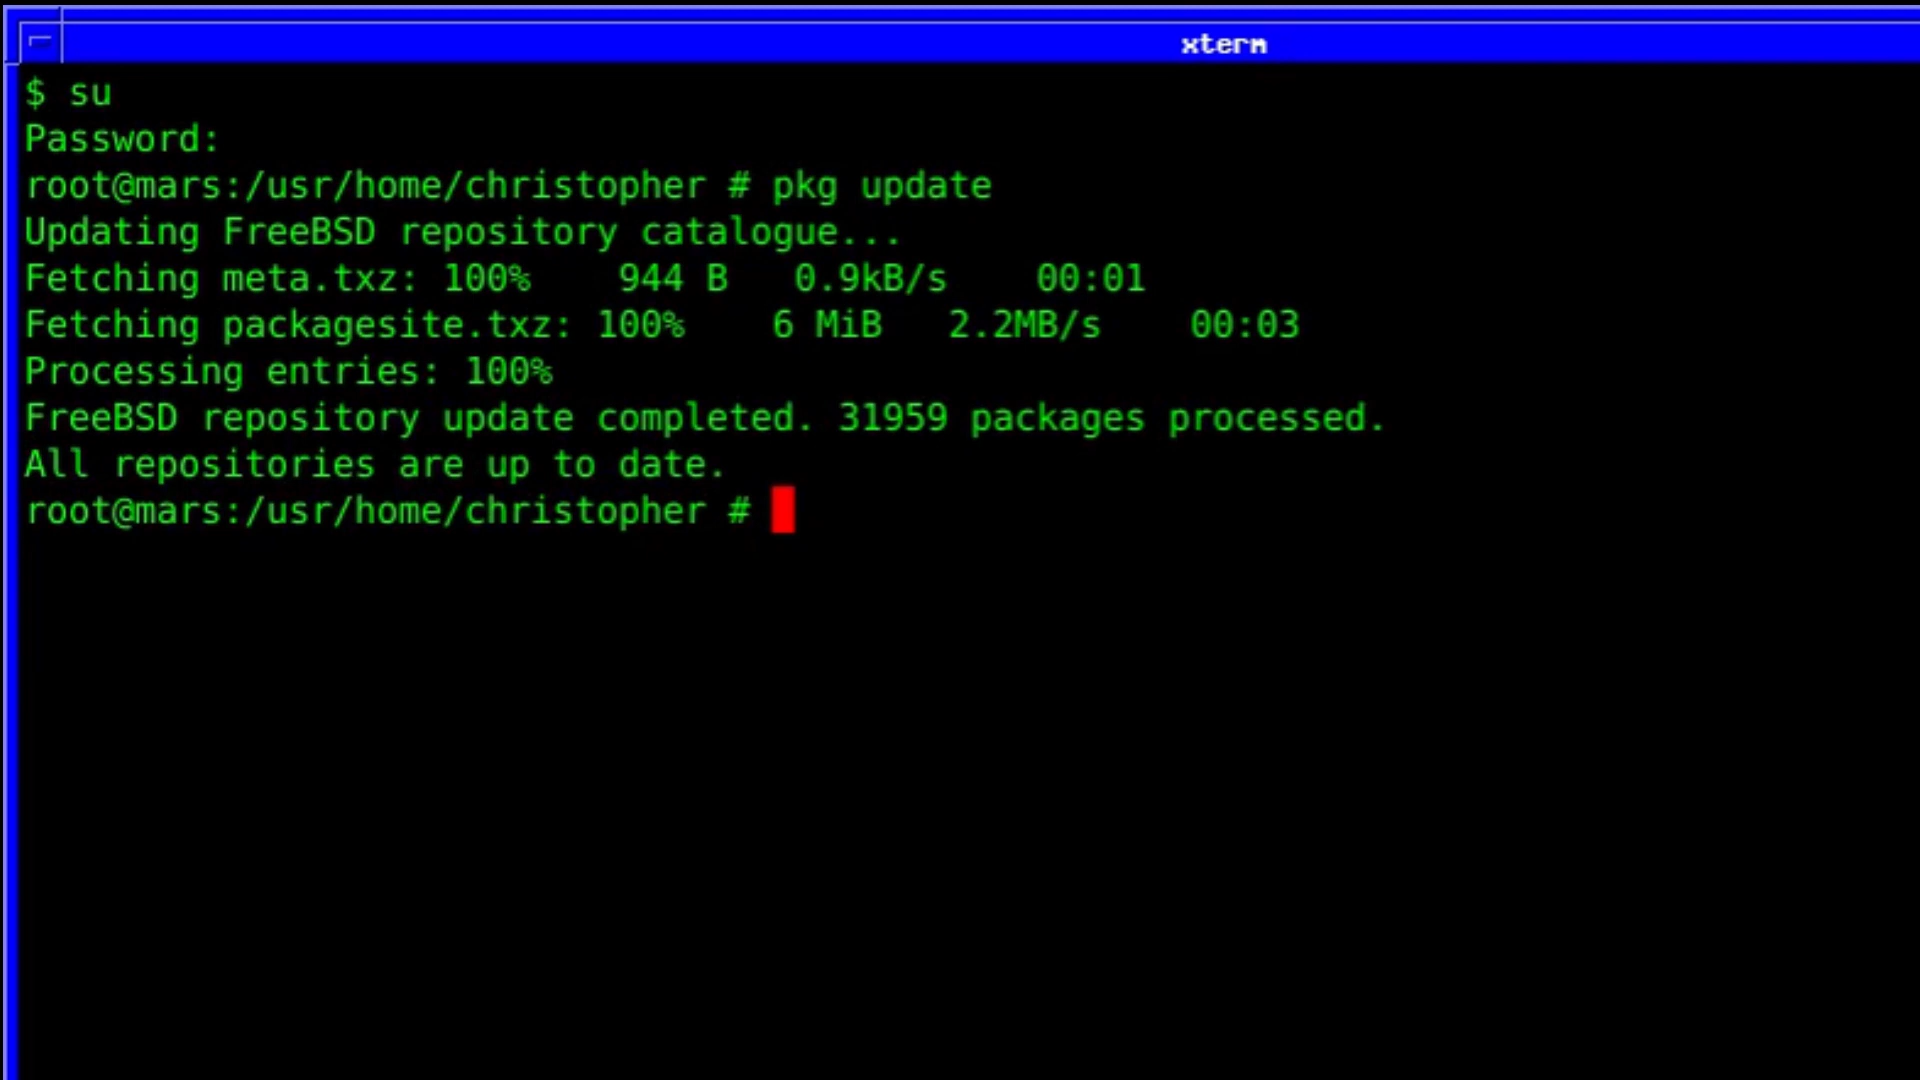 xterm
$ su
Password:
root@mars:/usr/home/christopher # pkg update
Updating FreeBSD repository catalogue...
Fetching meta.txz: 100%    944 B   0.9kB/s    00:01
Fetching packagesite.txz: 100%    6 MiB   2.2MB/s    00:03
Processing entries: 100%
FreeBSD repository update completed. 31959 packages processed.
All repositories are up to date.
root@mars:/usr/home/christopher #